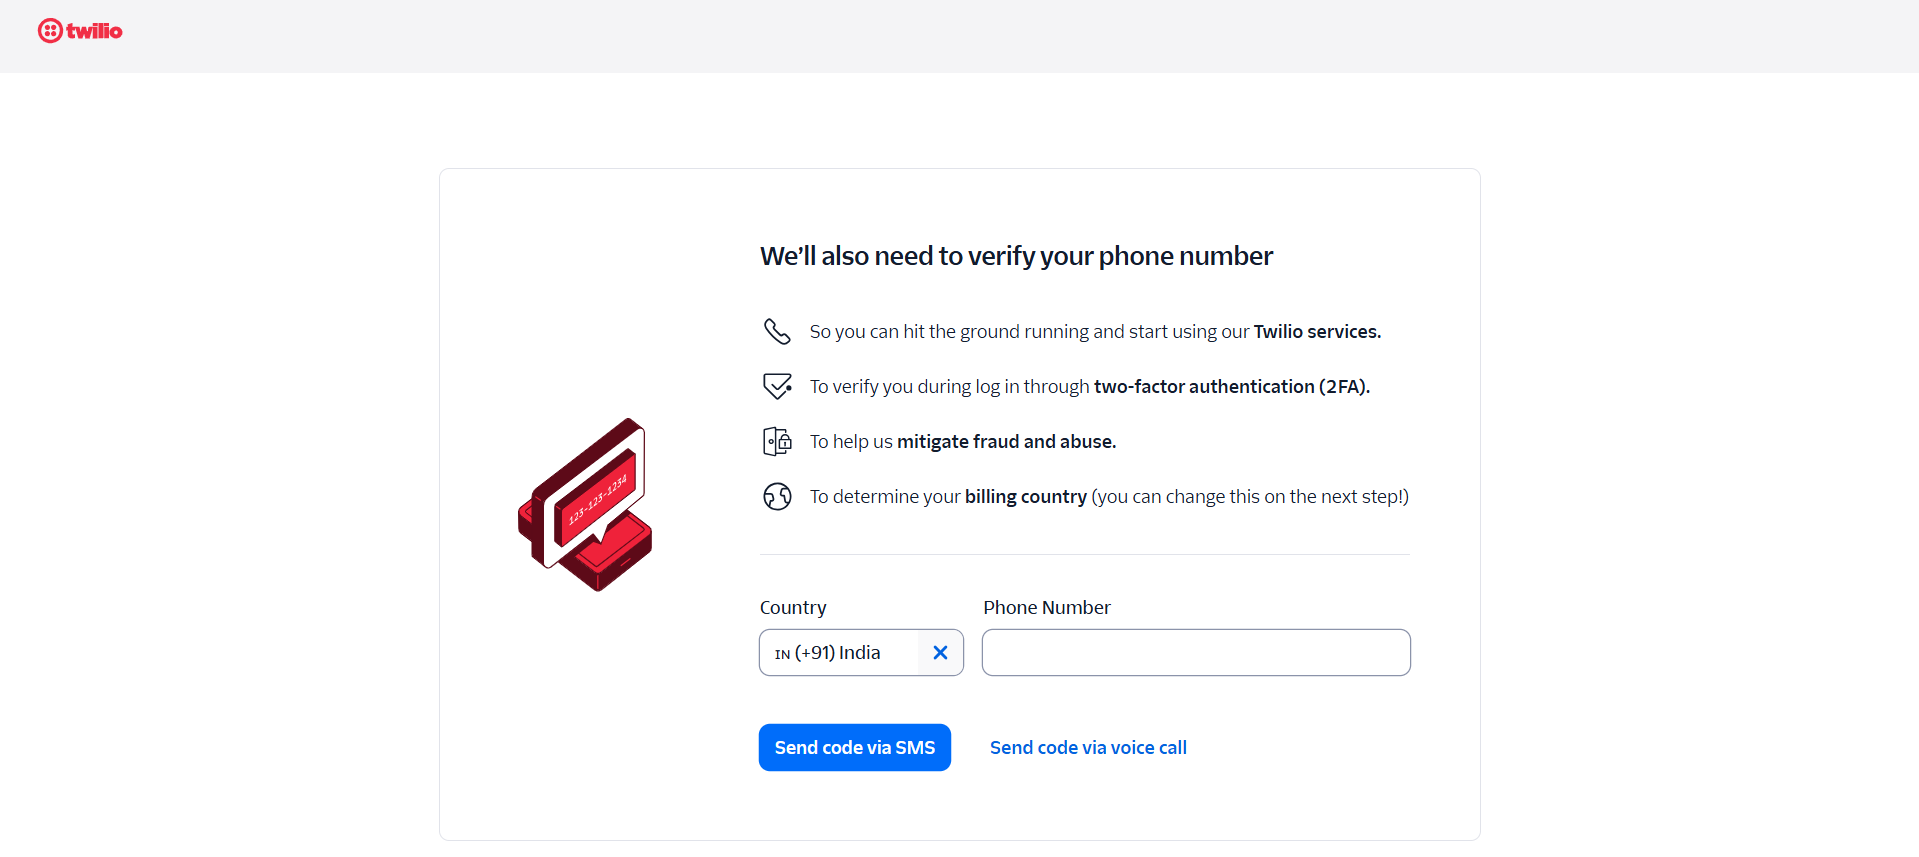 twilio
We'll also need to verify your phone number
So you can hit the ground running and start using our Twilio services.
To verify you during log in through two-factor authentication (2FA).
To help us mitigate fraud and abuse.
To determine your billing country (you can change this on the next step!)
123-123-1234
Country
Phone Number
IN (+91) India
Send code via SMS
Send code via voice call